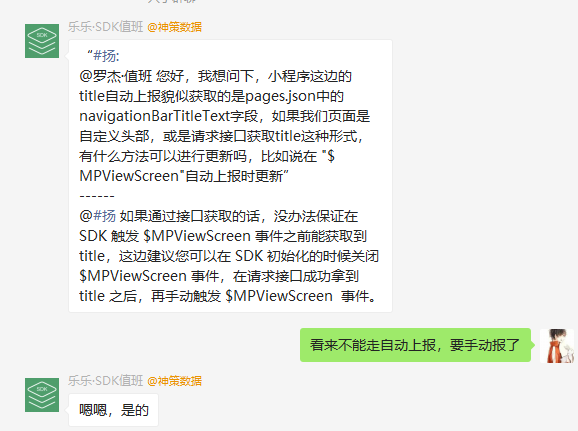 乐乐·SDK值班 @神策数据
SDK
“#扬:
@罗杰·值班 您好，我想问下，小程序这边的
title自动上报貌似获取的是pages.json中的
navigationBarTitleText字段，如果我们页面是
自定义头部，或是请求接口获取title这种形式，
有什么方法可以进行更新吗，比如说在 "$
MPViewScreen"自动上报时更新”
------
@#扬 如果通过接口获取的话，没办法保证在
SDK 触发 $MPViewScreen 事件之前能获取到
title，这边建议您可以在 SDK 初始化的时候关闭
$MPViewScreen 事件，在请求接口成功拿到
title 之后，再手动触发 $MPViewScreen 事件。
看来不能走自动上报，要手动报了
乐乐·SDK值班 @神策数据
SDK
嗯嗯，是的